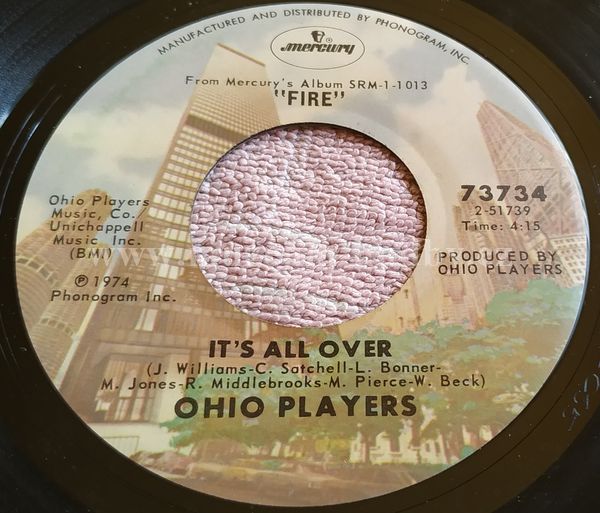 MANUFACTURED AND DISTRIBUTED BY PHONOGRAM, INC.
mercury
From Mercury's Album SRM-1-1013
"FIRE"
Ohio Players
Music, Co./
Unichappell
Music Inc.
(BMI)
℗ 1974
Phonogram Inc.
73734
2-51739
Time: 4:15
PRODUCED BY
OHIO PLAYERS
IT'S ALL OVER
(J. Williams-C. Satchell-L. Bonner-
M. Jones-R. Middlebrooks-M. Pierce-W. Beck)
OHIO PLAYERS